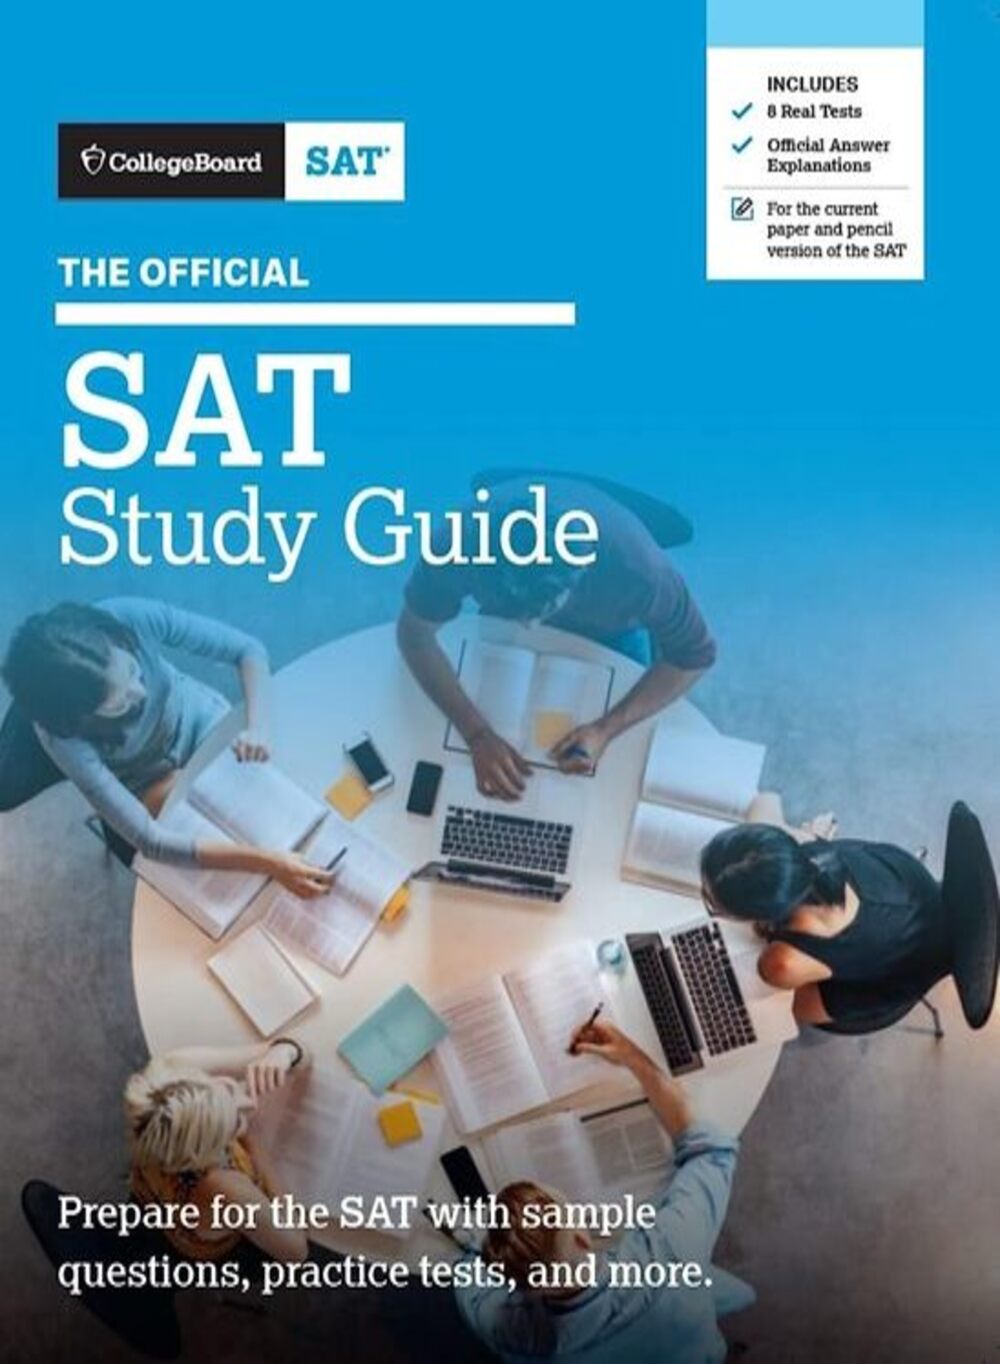 INCLUDES
8 Real Tests
Official Answer
Explanations
For the current
paper and pencil
version of the SAT
CollegeBoard
SAT®
THE OFFICIAL
SAT
Study Guide
Prepare for the SAT with sample
questions, practice tests, and more.